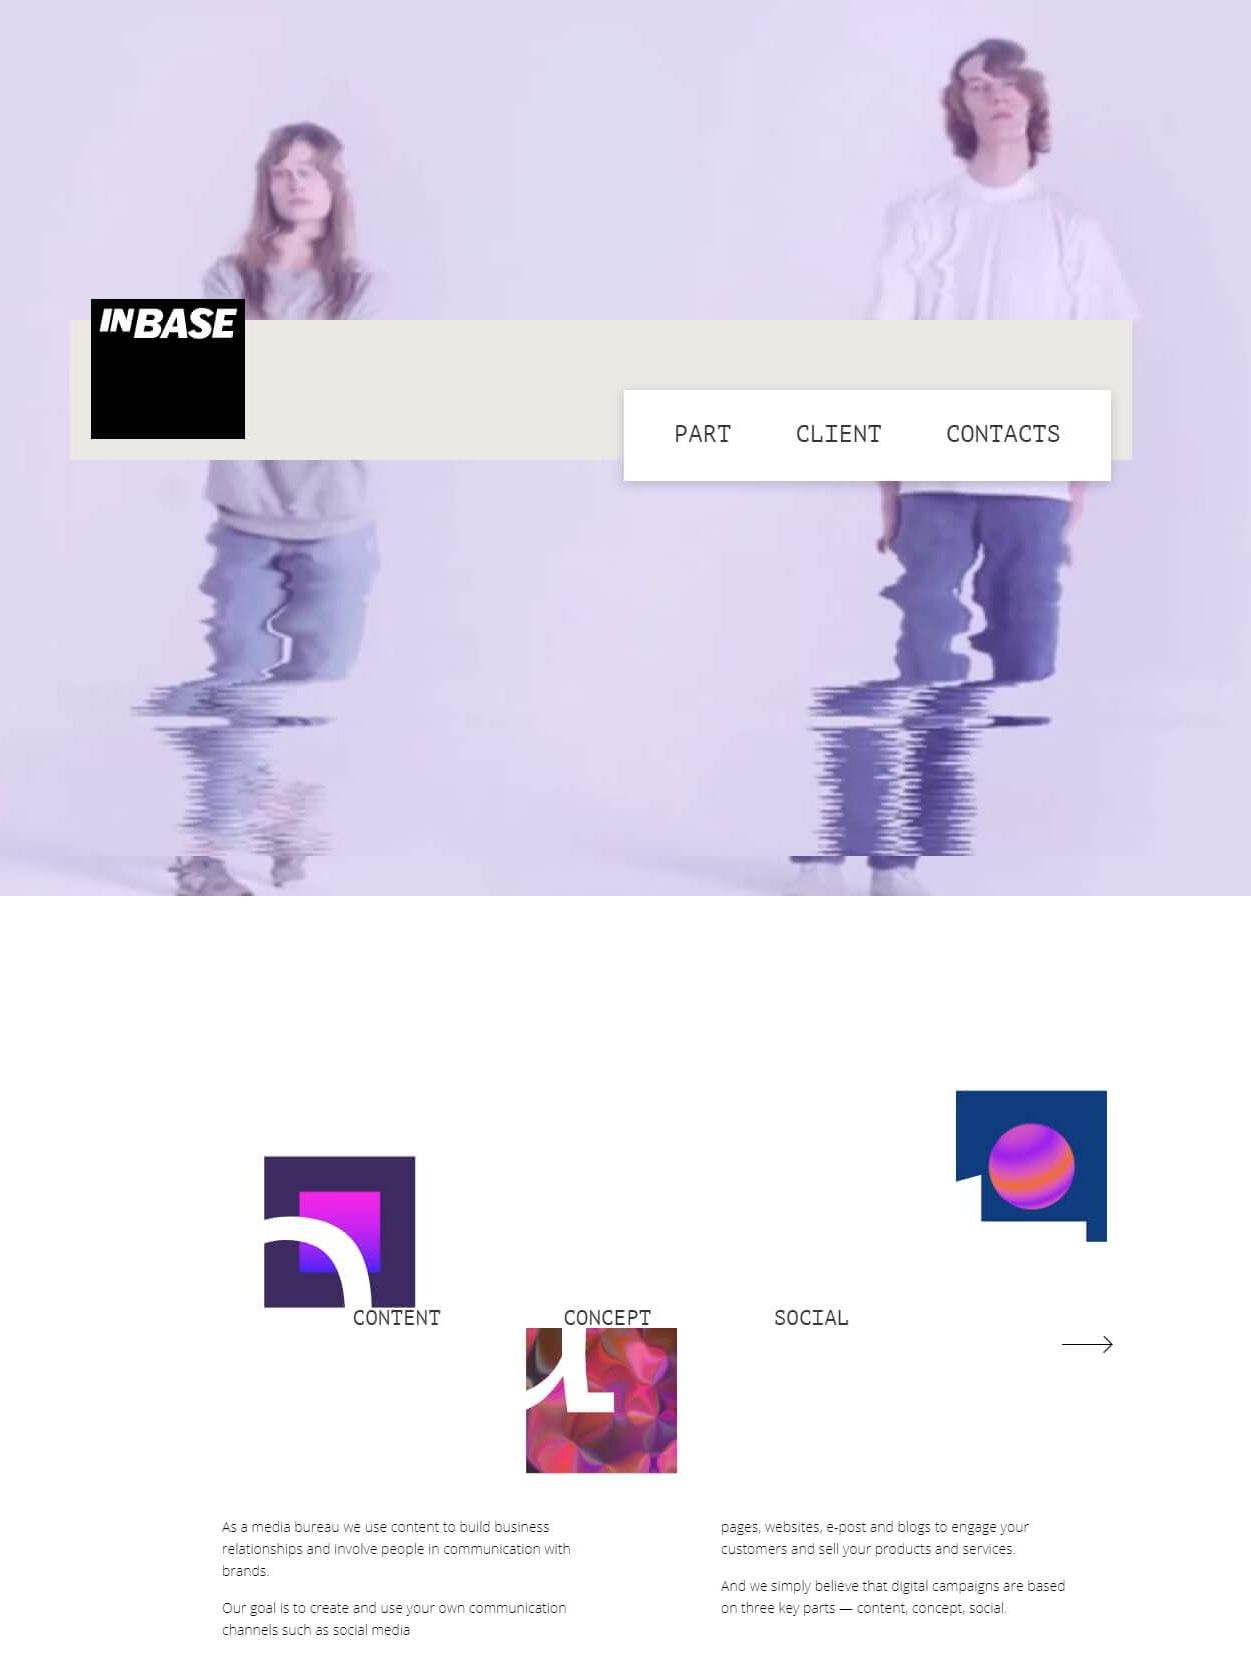 INBASE
PART CLIENT CONTACTS
CONTENT CONCEPT SOCIAL
As a media bureau we use content to build business
relationships and involve people in communication with
brands.
Our goal is to create and use your own communication
channels such as social media
pages, websites, e-post and blogs to engage your
customers and sell your products and services.
And we simply believe that digital campaigns are based
on three key parts — content, concept, social.